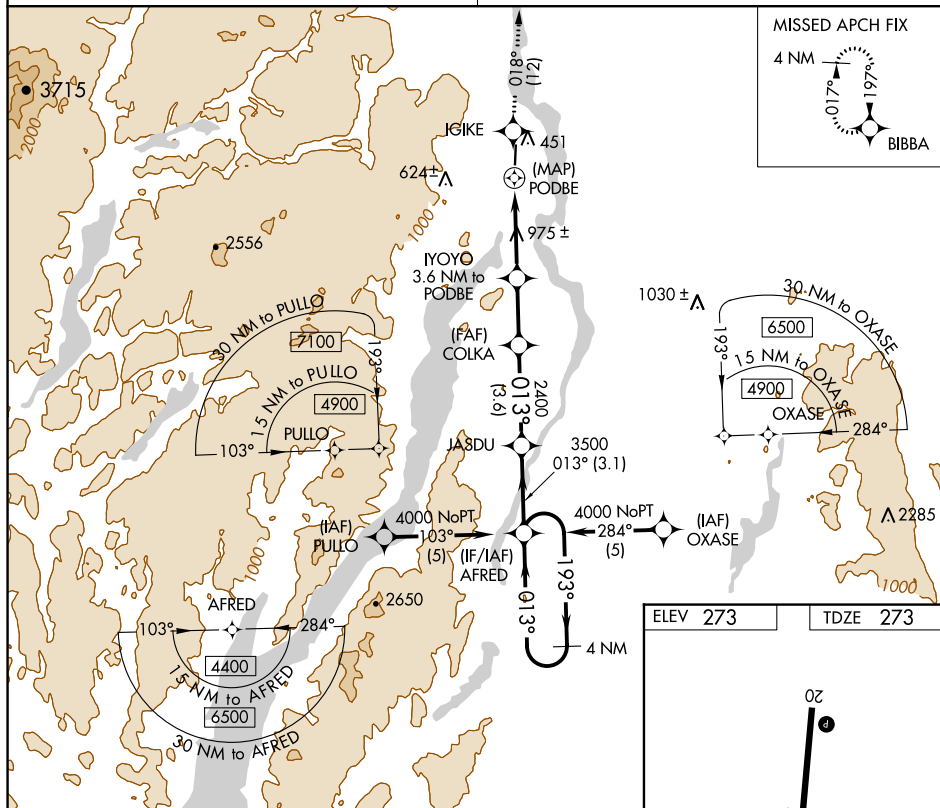 018°
(12)
MISSED APCH FIX
4 NM
017°
197°
BIBBA
3715
2000
IGIKE
451
624±
(MAP)
PODBE
1000
2556
975 ±
IYOYO
3.6 NM to
PODBE
(FAF)
COLKA
30 NM to PULLO
7100
193°
15 NM to PULLO
4900
PULLO
103°
1030 ±
30 NM to OXASE
6500
193°
15 NM to OXASE
4900
OXASE
284°
2400
013°
(3.6)
JASDU
3500
013° (3.1)
(IAF)
PULLO
4000 NoPT
103°
(5)
(IF/IAF)
AFRED
4000 NoPT
284°
(5)
(IAF)
OXASE
2285
1000
1000
193°
013°
4 NM
2650
AFRED
103°
284°
4400
15 NM to AFRED
6500
30 NM to AFRED
ELEV 273
TDZE 273
20
P